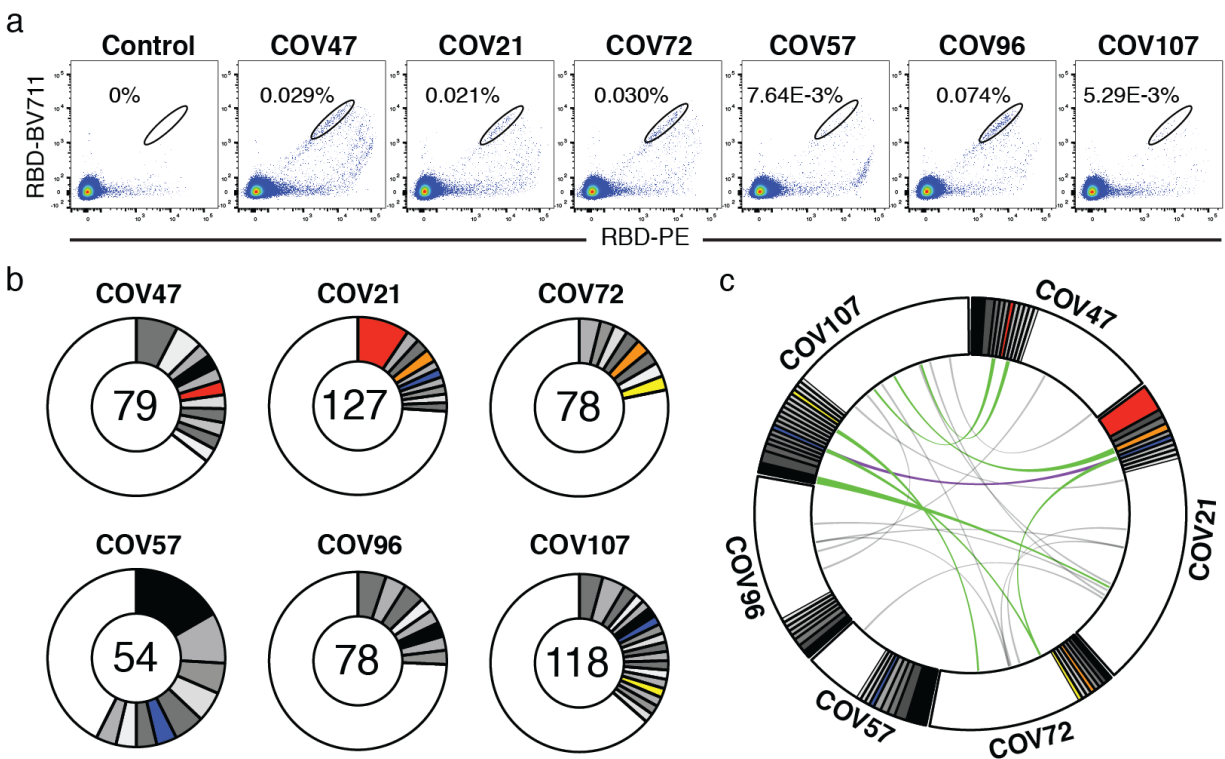 a
Control COV47 COV21 COV72 COV57 COV96 COV107
RBD-BV711
0% 0.029% 0.021% 0.030% 7.64E-3% 0.074% 5.29E-3%
RBD-PE
b
COV47 COV21 COV72
79 127 78
COV57 COV96 COV107
54 78 118
c
COV107 COV47
COV96 COV21
COV57 COV72